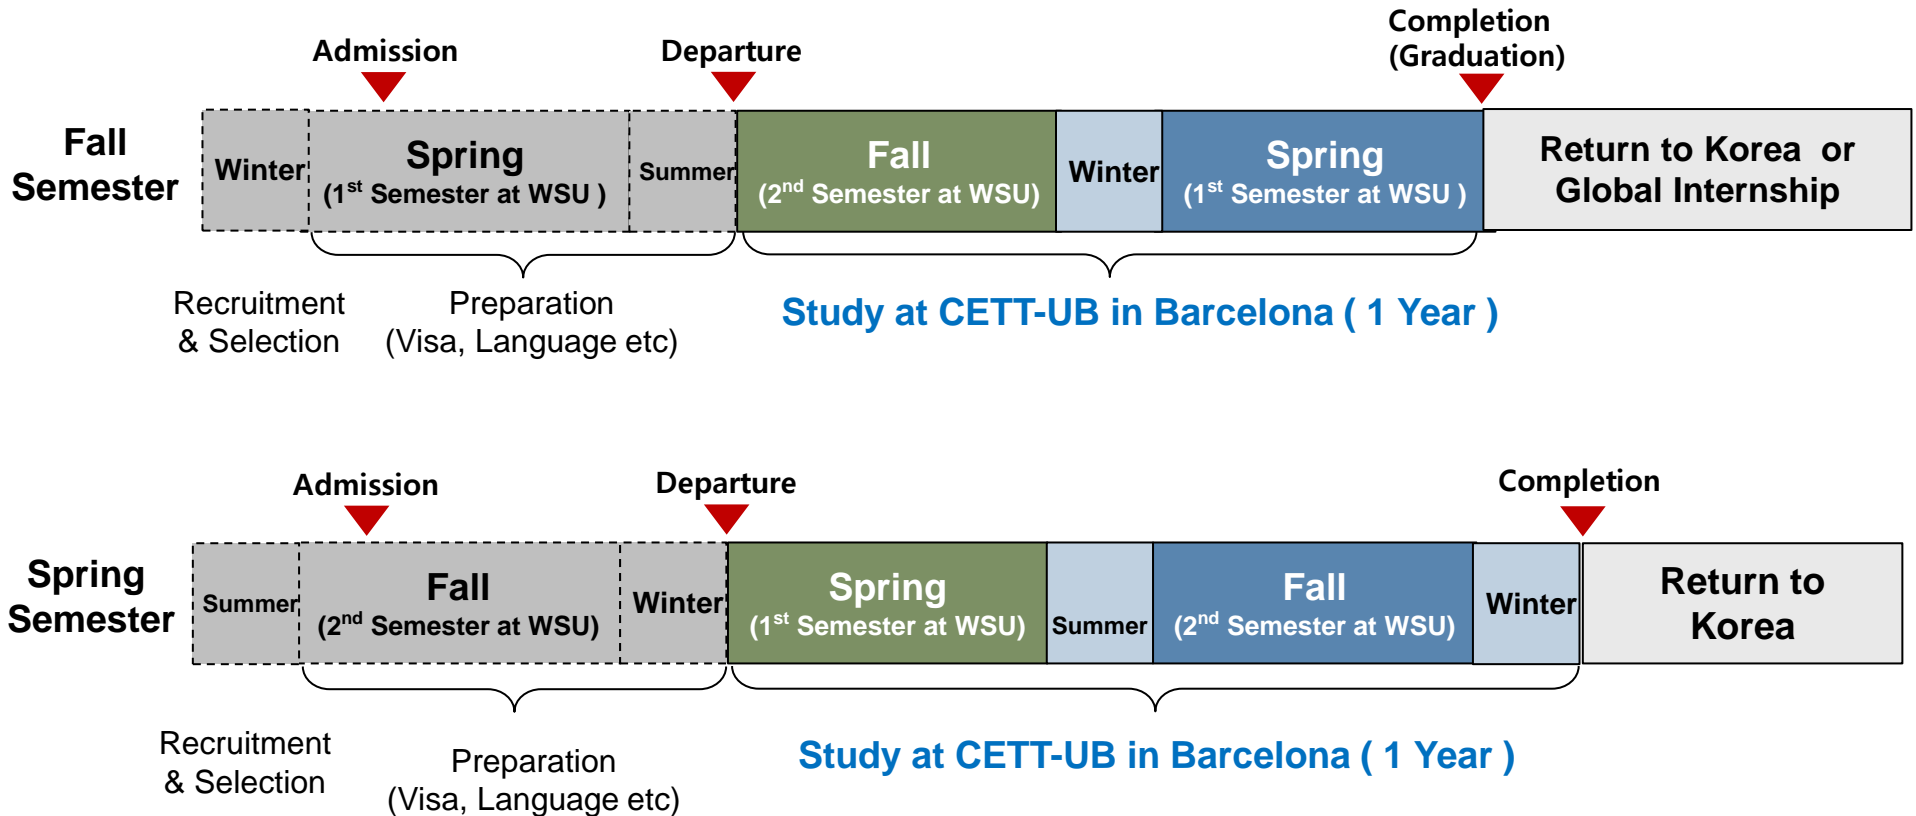 Admission
Departure
Completion
(Graduation)
Fall
Semester
Winter
Spring
(1st Semester at WSU )
Summer
Fall
(2nd Semester at WSU)
Winter
Spring
(1st Semester at WSU )
Return to Korea or
Global Internship
Recruitment
& Selection
Preparation
(Visa, Language etc)
Study at CETT-UB in Barcelona ( 1 Year )
Admission
Departure
Completion
Spring
Semester
Summer
Fall
(2nd Semester at WSU)
Winter
Spring
(1st Semester at WSU)
Summer
Fall
(2nd Semester at WSU)
Winter
Return to
Korea
Recruitment
& Selection
Preparation
(Visa, Language etc)
Study at CETT-UB in Barcelona ( 1 Year )